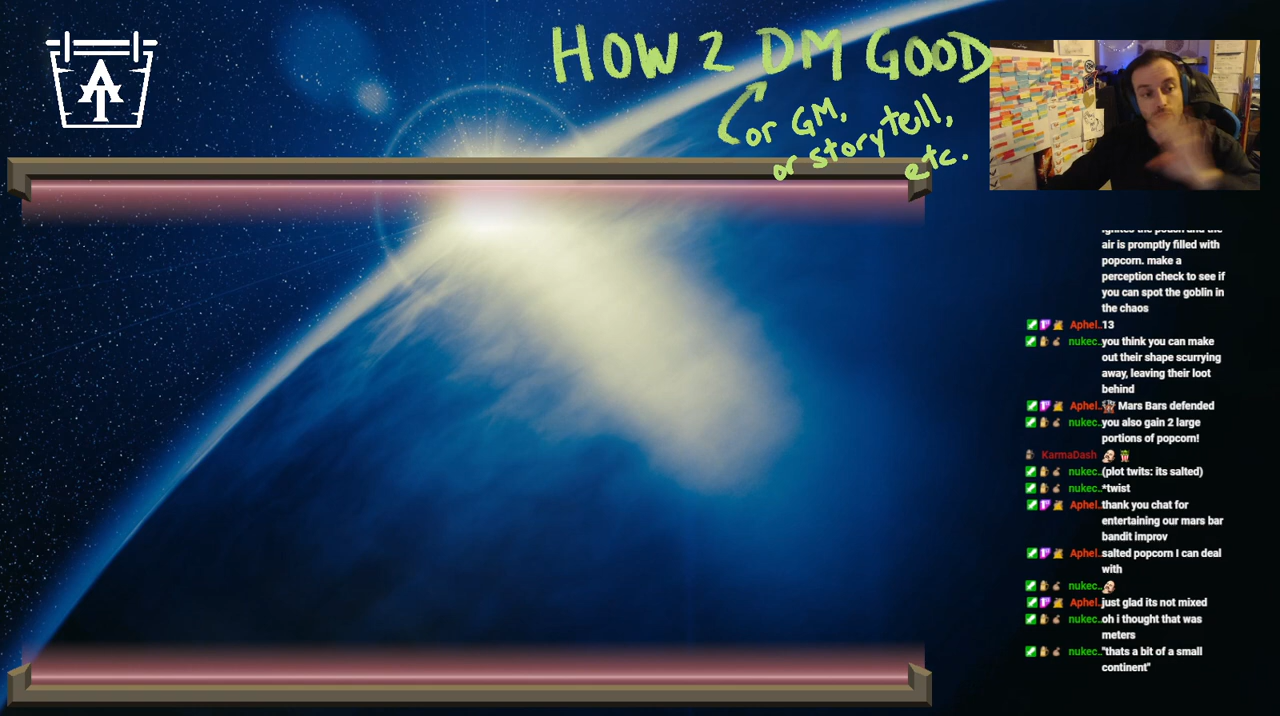 HOW 2 DM GOOD
or GM,
or storytell,
etc.
AT
ignites the pouch and the
air is promptly filled with
popcorn. make a
perception check to see if
you can spot the goblin in
the chaos
Aphel..13
nukec..you think you can make
out their shape scurrying
away, leaving their loot
behind
Aphel.. Mars Bars defended
nukec..you also gain 2 large
portions of popcorn!
KarmaDash
nukec..(plot twits: its salted)
nukec..*twist
Aphel..thank you chat for
entertaining our mars bar
bandit improv
Aphel..salted popcorn I can deal
with
nukec..
Aphel..just glad its not mixed
nukec..oh i thought that was
meters
nukec.."thats a bit of a small
continent"